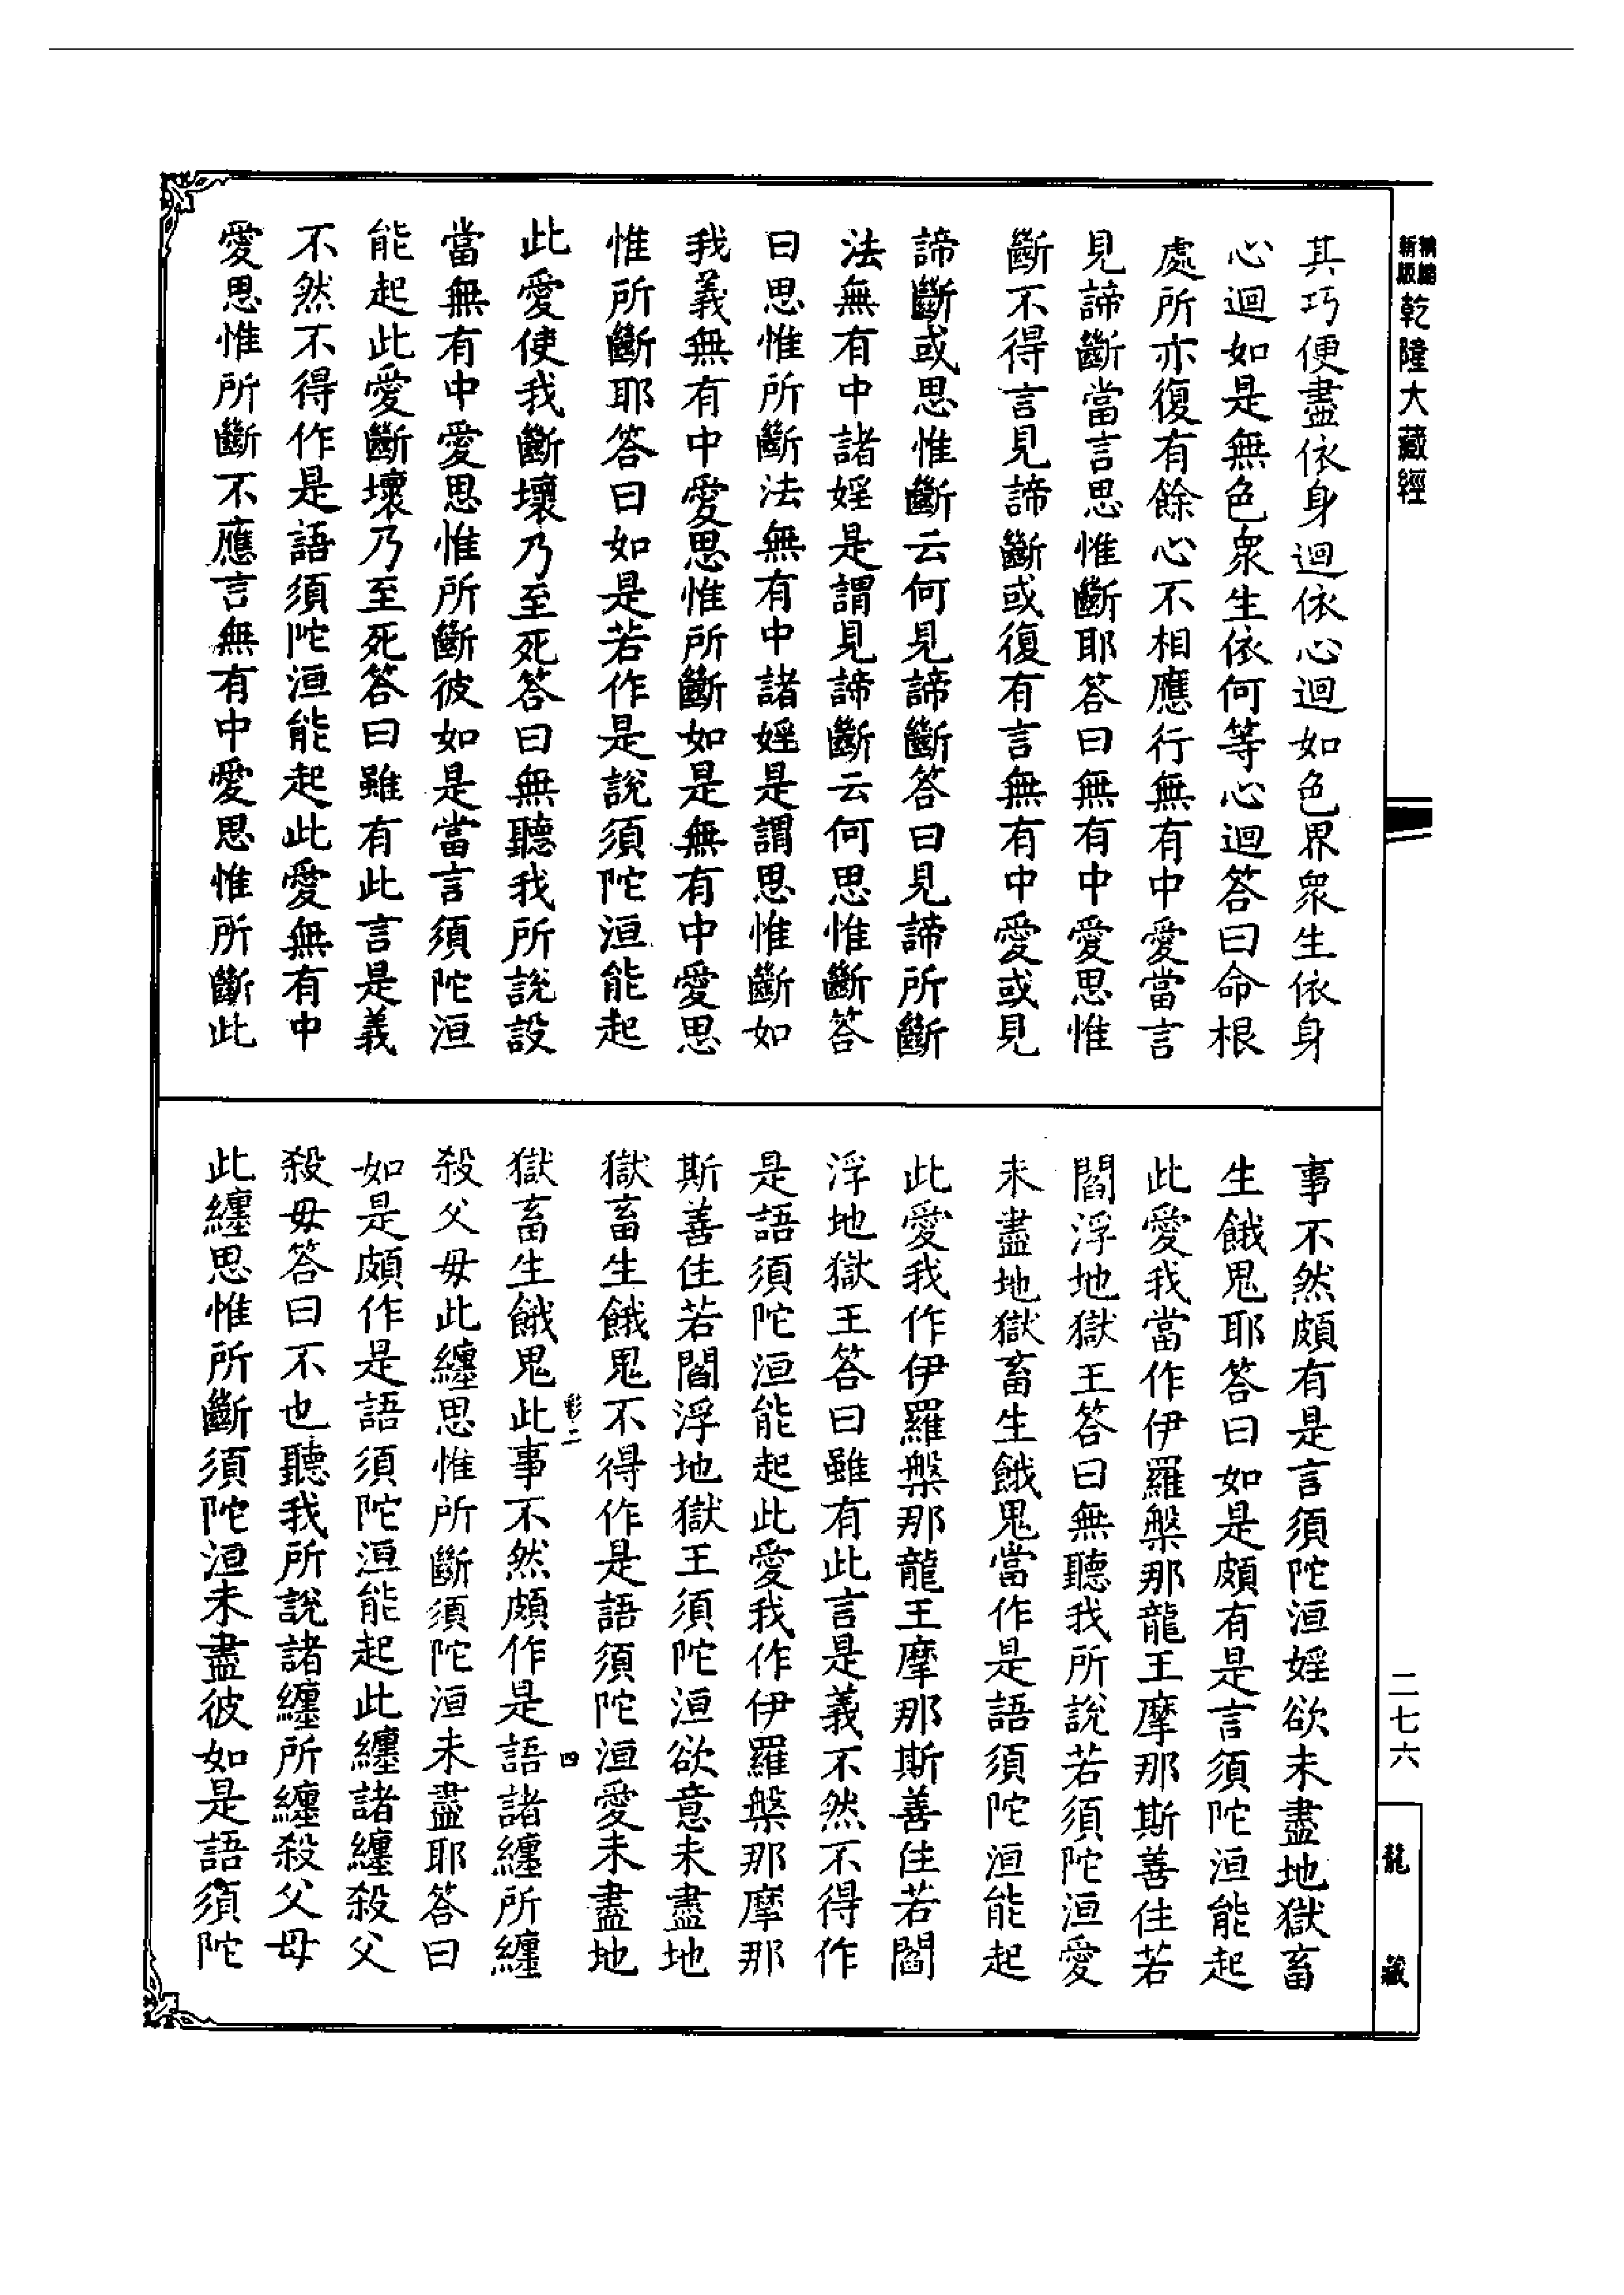 精縮新版乾隆大藏經
其巧便盡依身迴依心迴如色界衆生依身
心迴如是無色衆生依何等心迴答曰命根
處所亦復有餘心不相應行無有中愛當言
見諦斷當言思惟斷耶答曰無有中愛思惟
斷不得言見諦斷或復有言無有中愛或見
諦斷或思惟斷云何見諦斷答曰見諦所斷
法無有中諸婬是謂見諦斷云何思惟斷答
曰思惟所斷法無有中諸婬是謂思惟斷如
我義無有中愛思惟所斷如是無有中愛思
惟所斷耶答曰如是若作是說須陀洹能起
此愛使我斷壞乃至死答曰無聽我所說設
當無有中愛思惟所斷彼如是當言須陀洹
能起此愛斷壞乃至死答曰雖有此言是義
不然不得作是語須陀洹能起此愛無有中
愛思惟所斷不應言無有中愛思惟所斷此
事不然頗有是言須陀洹婬欲未盡地獄畜
生餓鬼耶答曰如是頗有是言須陀洹能起
此愛我當作伊羅槃那龍王摩那斯善住若
閻浮地獄王答曰無聽我所說若須陀洹愛
未盡地獄畜生餓鬼當作是語須陀洹能起
此愛我作伊羅槃那龍王摩那斯善住若閻
浮地獄王答曰雖有此言是義不然不得作
是語須陀洹能起此愛我作伊羅槃那摩那
斯善住若閻浮地獄王須陀洹欲意未盡地
獄畜生餓鬼不得作是語須陀洹愛未盡地
獄畜生餓鬼此事不然頗作是語諸纏所纏
殺父母此纏思惟所斷須陀洹未盡耶答曰
如是頗作是語須陀洹能起此纏諸纏殺父
殺母答曰不也聽我所說諸纏所纏殺父母
此纏思惟所斷須陀洹未盡彼如是語須陀
彰二
四
二七六
龍藏